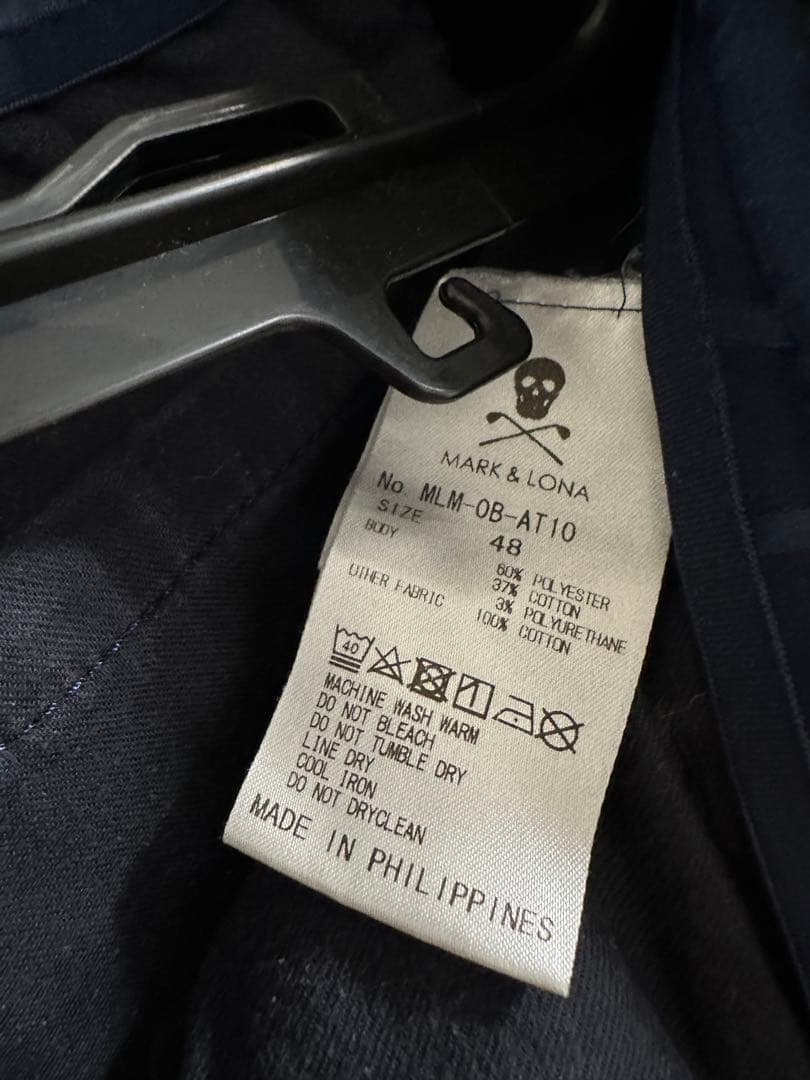 MARK & LONA
No. MLM-0B-AT10
SIZE 48
BODY 60% POLYESTER
37% COTTON
3% POLYURETHANE
OTHER FABRIC 100% COTTON
40
MACHINE WASH WARM
DO NOT BLEACH
DO NOT TUMBLE DRY
LINE DRY
COOL IRON
DO NOT DRYCLEAN
MADE IN PHILIPPINES